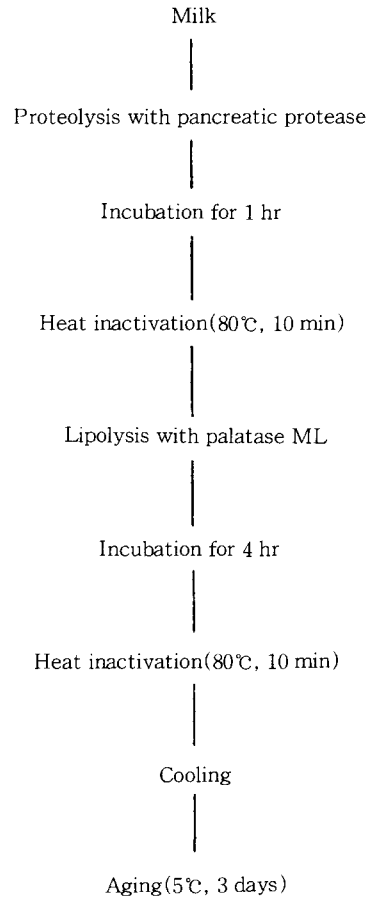 Milk
Proteolysis with pancreatic protease
Incubation for 1 hr
Heat inactivation(80℃, 10 min)
Lipolysis with palatase ML
Incubation for 4 hr
Heat inactivation(80℃, 10 min)
Cooling
Aging(5℃, 3 days)